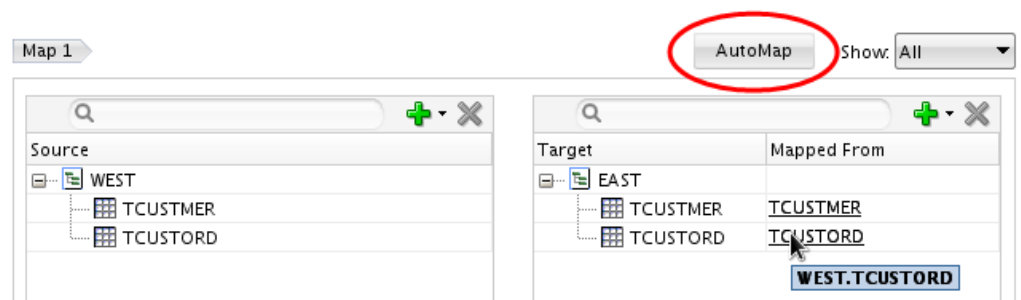 Map 1
AutoMap
Show: All
Source
WEST
TCUSTMER
TCUSTORD
Target Mapped From
EAST
TCUSTMER TCUSTMER
TCUSTORD TCUSTORD
WEST.TCUSTORD